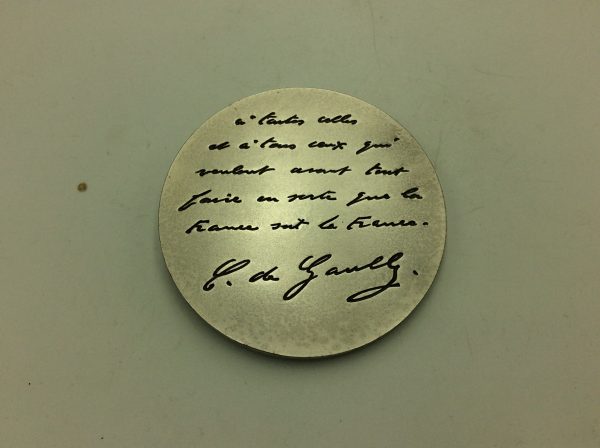 à toutes celles
et à tous ceux qui
veulent avant tout
faire en sorte que la
France soit la France.
C. de Gaulle.